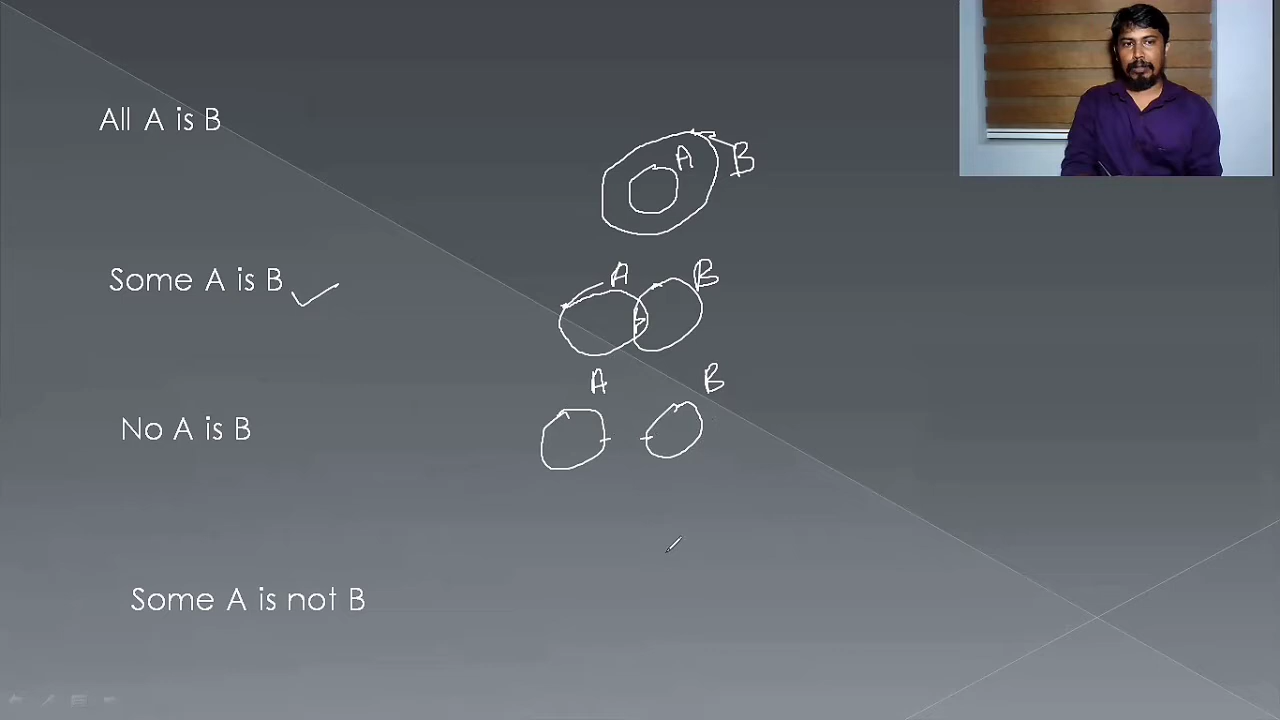 All A is B
A B
Some A is B
A B
A B
No A is B
Some A is not B